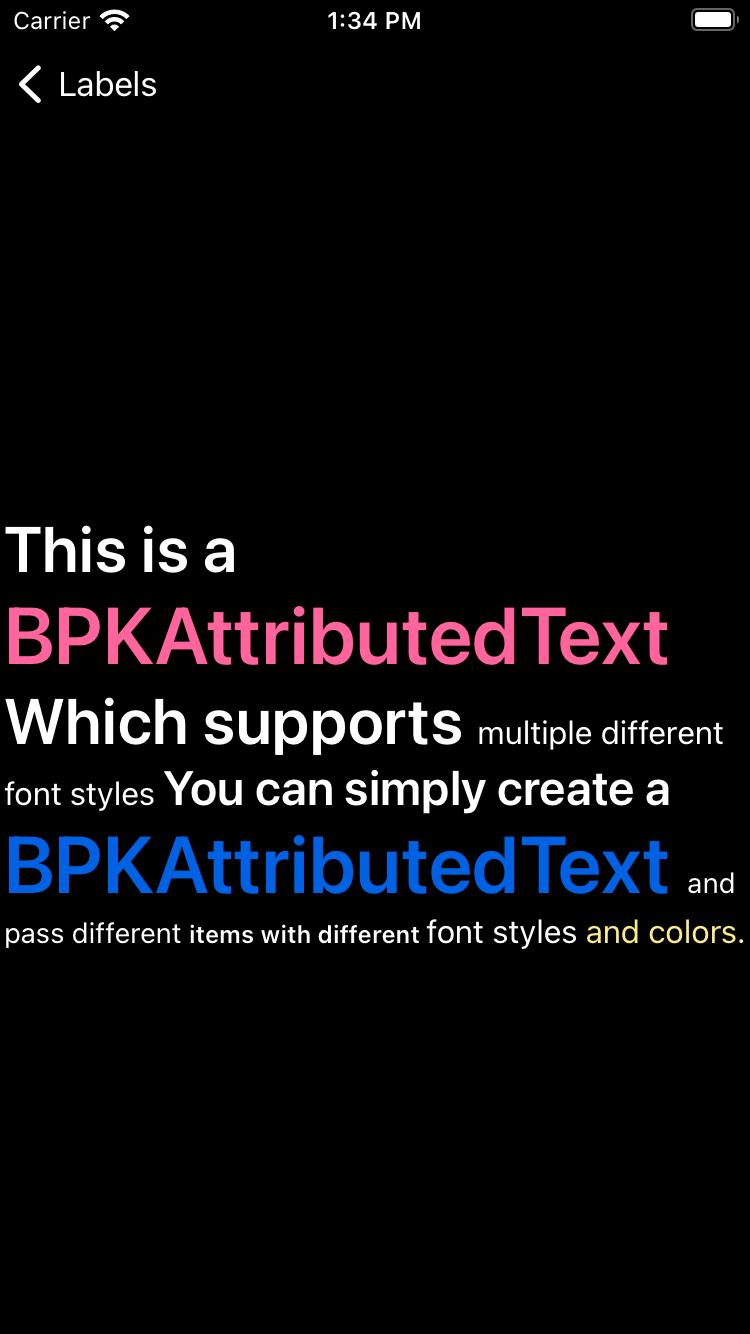 Carrier 1:34 PM
Labels
This is a
BPKAttributedText
Which supports multiple different
font styles You can simply create a
BPKAttributedText and
pass different items with different font styles and colors.